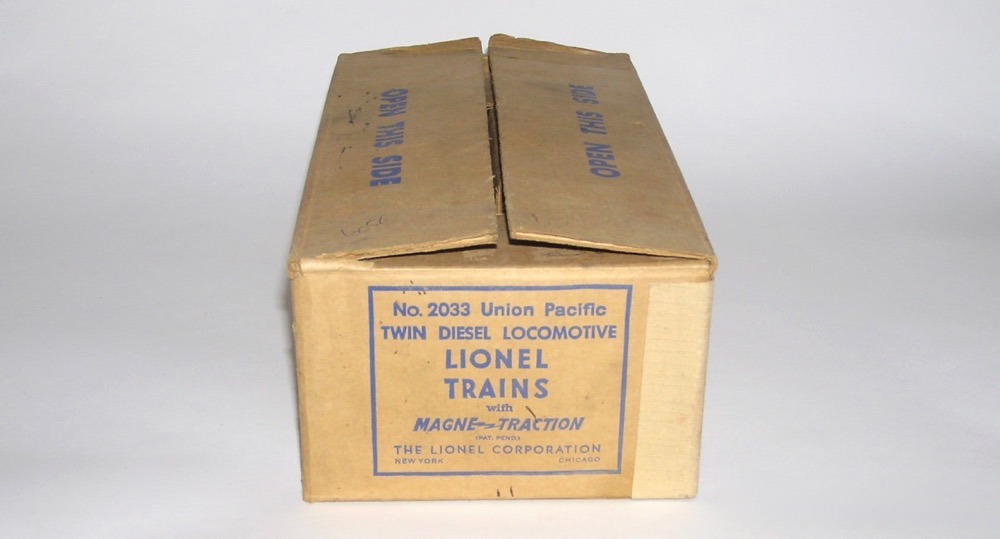 OPEN THIS SIDE
OPEN THIS SIDE
No. 2033 Union Pacific
TWIN DIESEL LOCOMOTIVE
LIONEL
TRAINS
with
MAGNE-TRACTION
(PAT. PEND.)
THE LIONEL CORPORATION
NEW YORK CHICAGO